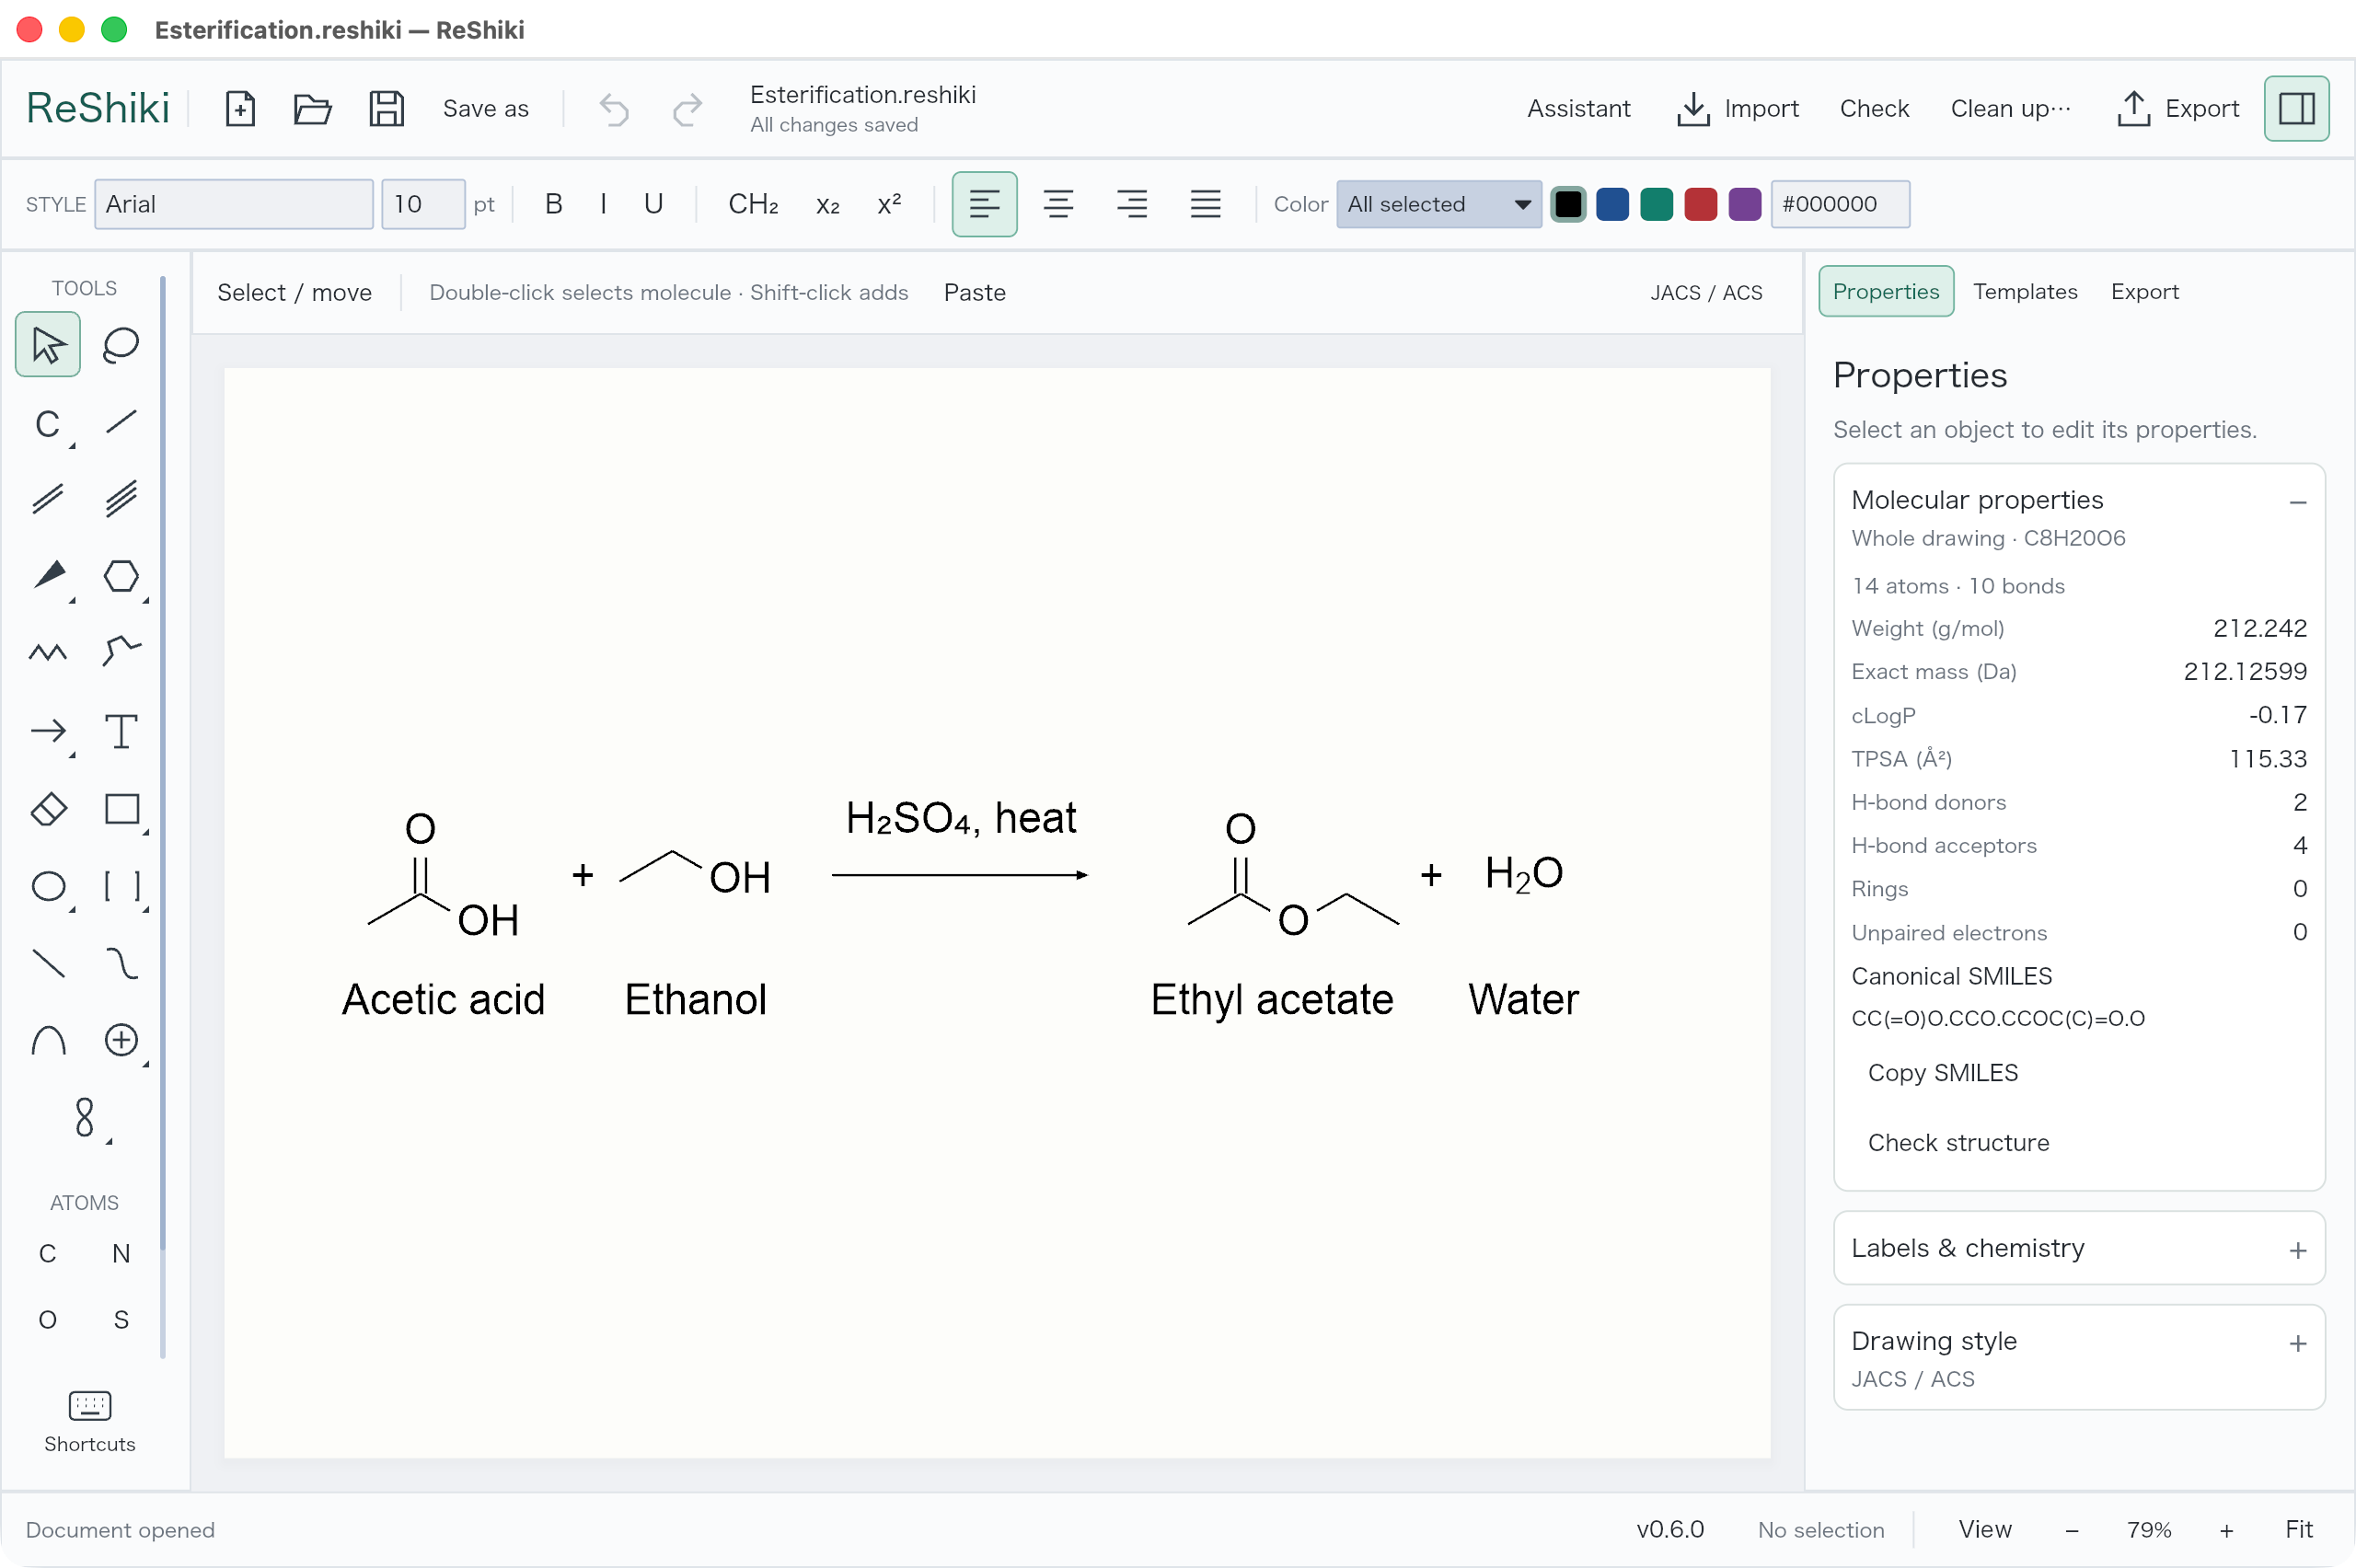 Esterification.reshiki — ReShiki
ReShiki
Save as
Esterification.reshiki
All changes saved
Assistant
Import
Check
Clean up…
Export
STYLE
Arial
10
pt
B
I
U
CH₂
x₂
x²
Color
All selected
#000000
TOOLS
C
T
[ ]
ATOMS
C
N
O
S
Shortcuts
Select / move
Double-click selects molecule · Shift-click adds
Paste
JACS / ACS
O
OH
+
OH
H₂SO₄, heat
O
O
+
H₂O
Acetic acid
Ethanol
Ethyl acetate
Water
Properties
Templates
Export
Properties
Select an object to edit its properties.
Molecular properties
−
Whole drawing · C8H20O6
14 atoms · 10 bonds
Weight (g/mol) 212.242
Exact mass (Da) 212.12599
cLogP -0.17
TPSA (Å²) 115.33
H-bond donors 2
H-bond acceptors 4
Rings 0
Unpaired electrons 0
Canonical SMILES
CC(=O)O.CCO.CCOC(C)=O.O
Copy SMILES
Check structure
Labels & chemistry
+
Drawing style
+
JACS / ACS
Document opened
v0.6.0
No selection
View
−
79%
+
Fit